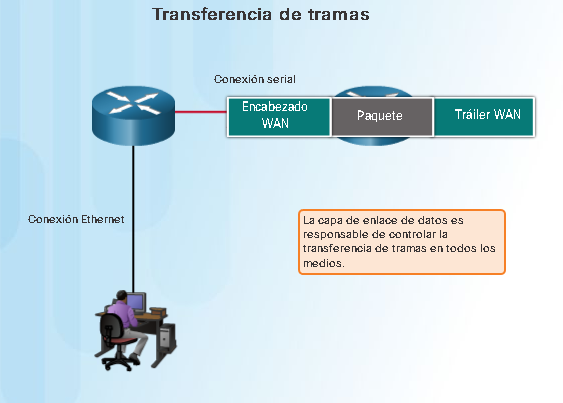 Transferencia de tramas
Conexión serial
Encabezado
WAN
Paquete
Tráiler WAN
Conexión Ethernet
La capa de enlace de datos es
responsable de controlar la
transferencia de tramas en todos los
medios.